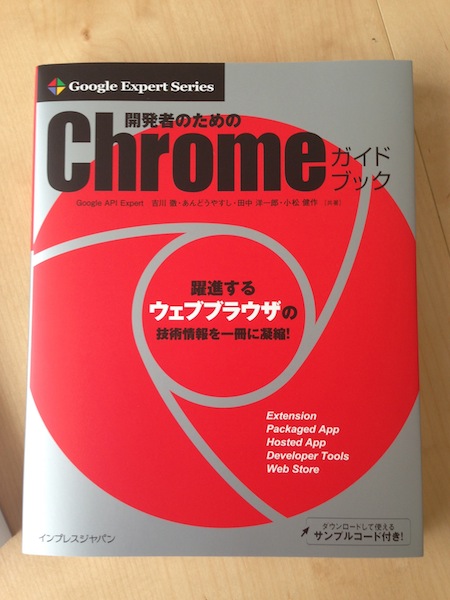 Google Expert Series
開発者のための
Chrome ガイド
ブック
Google API Expert 吉川 徹・あんどうやすし・田中 洋一郎・小松 健作 [共著]
躍進する
ウェブブラウザの
技術情報を一冊に凝縮!
Extension
Packaged App
Hosted App
Developer Tools
Web Store
インプレスジャパン
ダウンロードして使える
サンプルコード付き!